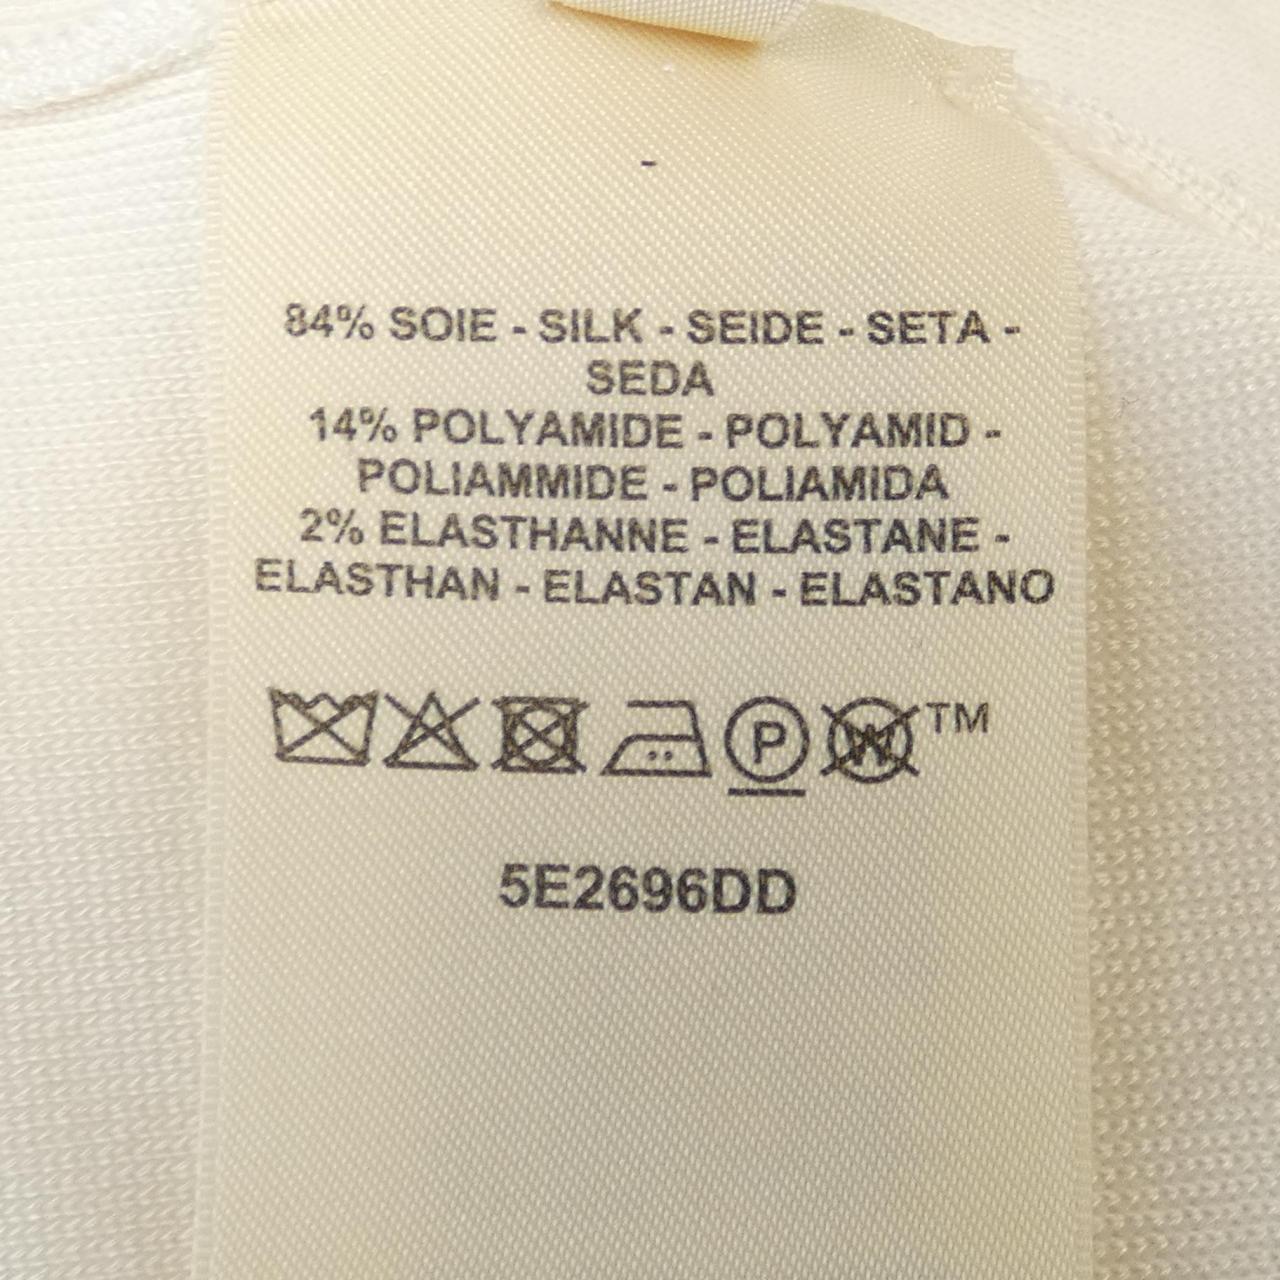 -
84% SOIE - SILK - SEIDE - SETA -
SEDA
14% POLYAMIDE - POLYAMID -
POLIAMMIDE - POLIAMIDA
2% ELASTHANNE - ELASTANE -
ELASTHAN - ELASTAN - ELASTANO
P W TM
5E2696DD